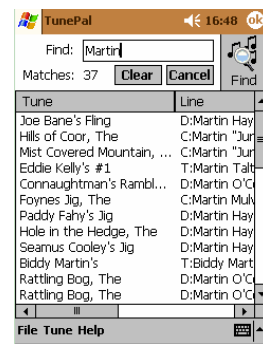 TunePal 16:48 ok
Find: Martin
Matches: 37 Clear Cancel Find
Tune Line
Joe Bane's Fling D:Martin Hay
Hills of Coor, The C:Martin "Jur
Mist Covered Mountain, ... C:Martin "Jur
Eddie Kelly's #1 T:Martin Talt
Connaughtman's Rambl... D:Martin O'C
Foynes Jig, The C:Martin Mulv
Paddy Fahy's Jig D:Martin Hay
Hole in the Hedge, The D:Martin Hay
Seamus Cooley's Jig D:Martin Hay
Biddy Martin's T:Biddy Mart
Rattling Bog, The D:Martin O'C
Rattling Bog, The D:Martin O'C
File Tune Help